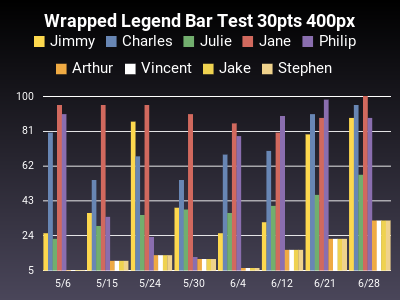 Wrapped Legend Bar Test 30pts 400px
Jimmy Charles Julie Jane Philip
Arthur Vincent Jake Stephen
100
81
62
43
24
5
5/6 5/15 5/24 5/30 6/4 6/12 6/21 6/28